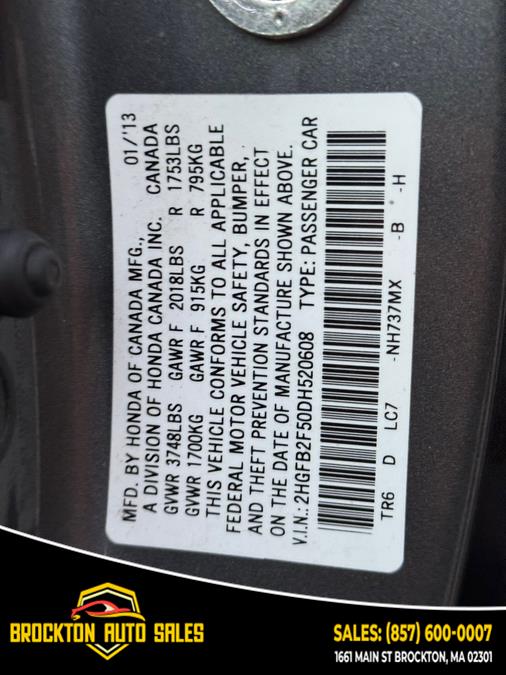 MFD. BY HONDA OF CANADA MFG., 01/'13
A DIVISION OF HONDA CANADA INC. CANADA
GVWR 3748LBS GAWR F 2018LBS R 1753LBS
GVWR 1700KG GAWR F 915KG R 795KG
THIS VEHICLE CONFORMS TO ALL APPLICABLE
FEDERAL MOTOR VEHICLE SAFETY, BUMPER,
AND THEFT PREVENTION STANDARDS IN EFFECT
ON THE DATE OF MANUFACTURE SHOWN ABOVE.
V.I.N.: 2HGFB2F50DH520608 TYPE: PASSENGER CAR
TR6 D LC7 -NH737MX -B -H
BROCKTON AUTO SALES
SALES: (857) 600-0007
1661 MAIN ST BROCKTON, MA 02301